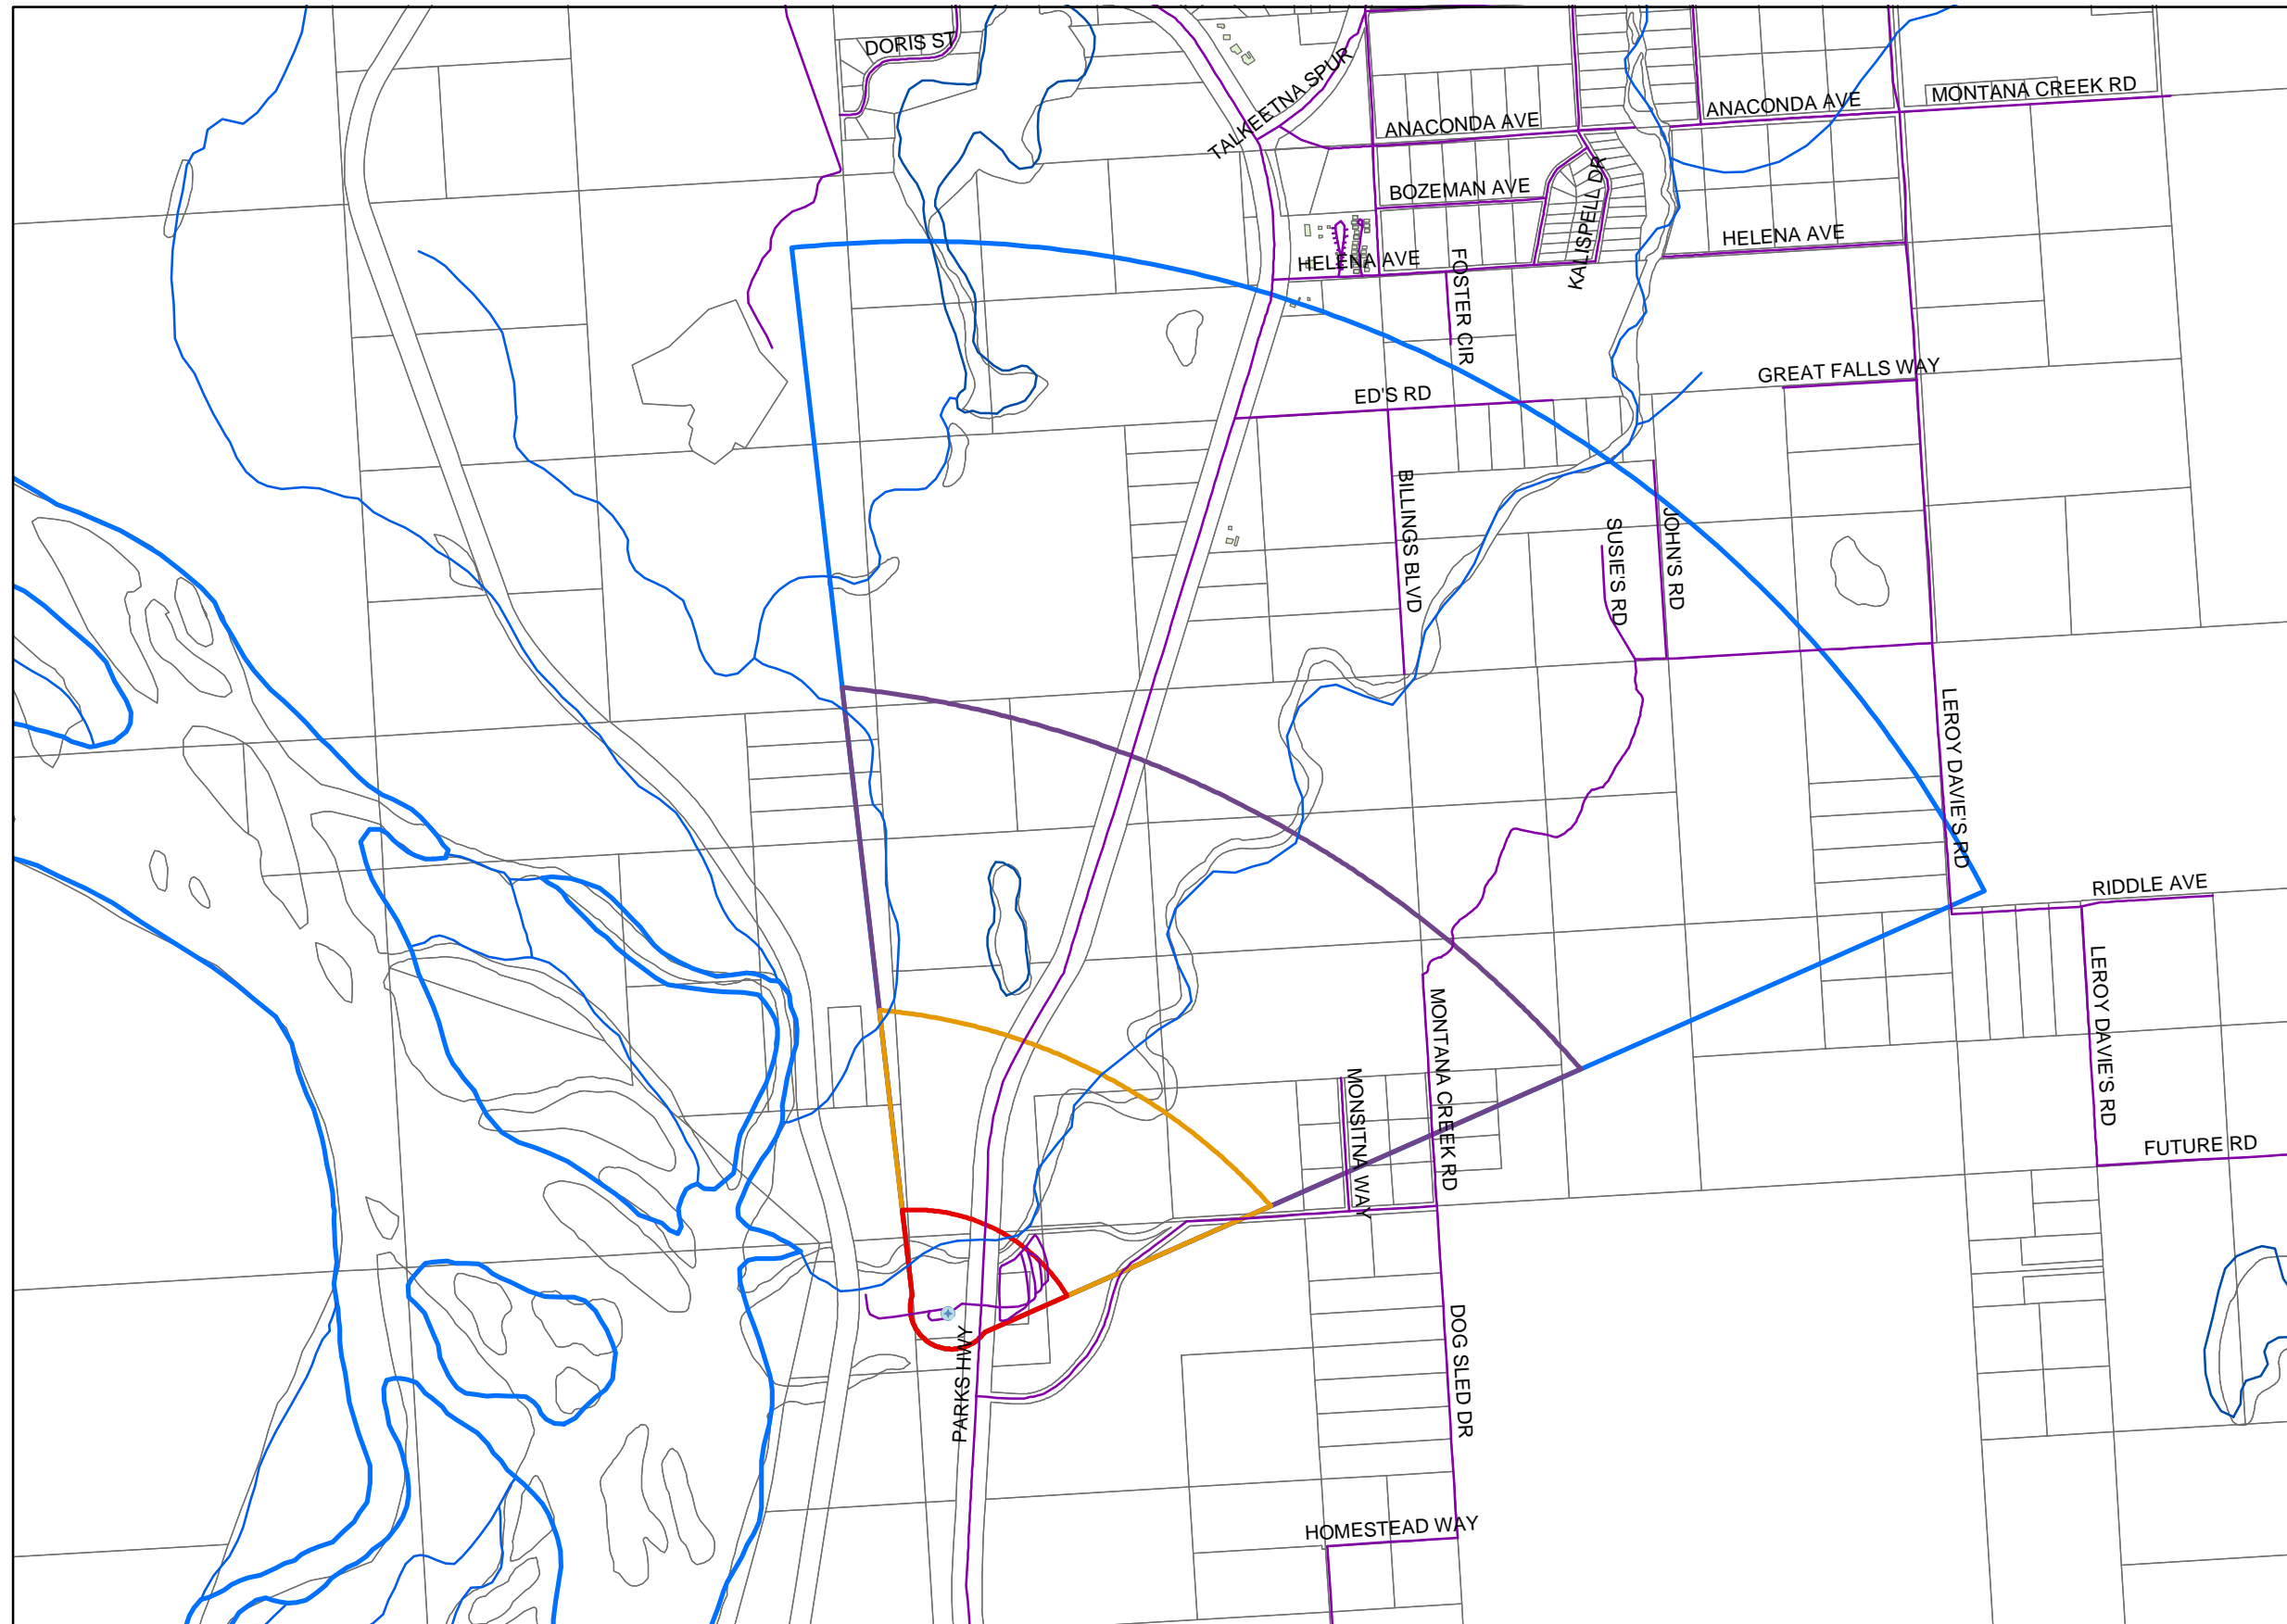 DORIS ST
TALKEETNA SPUR
MONTANA CREEK RD
ANACONDA AVE
ANACONDA AVE
BOZEMAN AVE
KALISPELL DR
HELENA AVE
HELENA AVE
FOSTER CIR
GREAT FALLS WAY
ED'S RD
BILLINGS BLVD
SUSIE'S RD
JOHN'S RD
LEROY DAVIE'S RD
RIDDLE AVE
LEROY DAVIE'S RD
MONTANA CREEK RD
MONSITNA WAY
FUTURE RD
PARKS HWY
DOG SLED DR
HOMESTEAD WAY